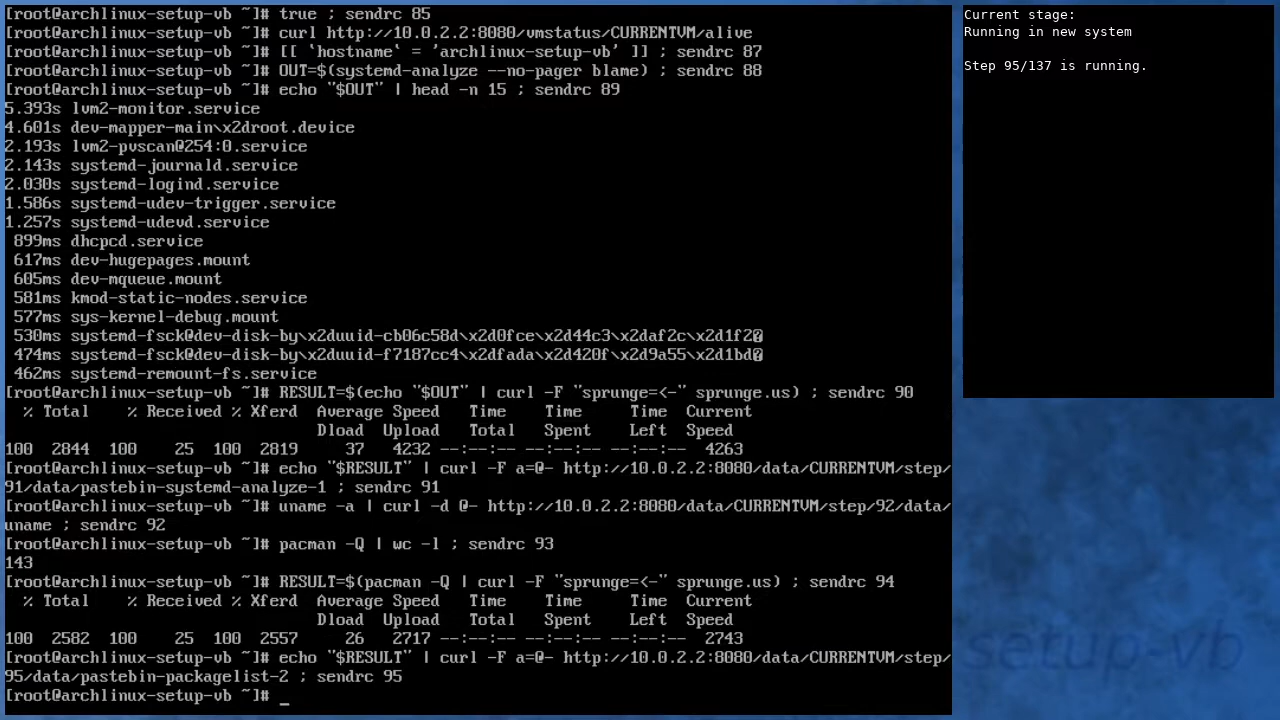 [root@archlinux-setup-vb ~]# true ; sendrc 85
[root@archlinux-setup-vb ~]# curl http://10.0.2.2:8080/vmstatus/CURRENTVM/alive
[root@archlinux-setup-vb ~]# [[ `hostname` = 'archlinux-setup-vb' ]] ; sendrc 87
[root@archlinux-setup-vb ~]# OUT=$(systemd-analyze --no-pager blame) ; sendrc 88
[root@archlinux-setup-vb ~]# echo "$OUT" | head -n 15 ; sendrc 89
5.393s lvm2-monitor.service
4.601s dev-mapper-main\x2droot.device
2.193s lvm2-pvscan@254:0.service
2.143s systemd-journald.service
2.030s systemd-logind.service
1.586s systemd-udev-trigger.service
1.257s systemd-udevd.service
899ms dhcpcd.service
617ms dev-hugepages.mount
605ms dev-mqueue.mount
581ms kmod-static-nodes.service
577ms sys-kernel-debug.mount
530ms systemd-fsck@dev-disk-by\x2duuid-cb06c58d\x2d0fce\x2d44c3\x2daf2c\x2d1f2�
474ms systemd-fsck@dev-disk-by\x2duuid-f7187cc4\x2dfada\x2d420f\x2d9a55\x2d1bd�
462ms systemd-remount-fs.service
[root@archlinux-setup-vb ~]# RESULT=$(echo "$OUT" | curl -F "sprunge=<-" sprunge.us) ; sendrc 90
% Total    % Received % Xferd  Average Speed   Time    Time     Time  Current
Dload  Upload   Total   Spent    Left  Speed
100  2844  100    25  100  2819     37   4232 --:--:-- --:--:-- --:--:--  4263
[root@archlinux-setup-vb ~]# echo "$RESULT" | curl -F a=@- http://10.0.2.2:8080/data/CURRENTVM/step/
91/data/pastebin-systemd-analyze-1 ; sendrc 91
[root@archlinux-setup-vb ~]# uname -a | curl -d @- http://10.0.2.2:8080/data/CURRENTVM/step/92/data/
uname ; sendrc 92
[root@archlinux-setup-vb ~]# pacman -Q | wc -l ; sendrc 93
143
[root@archlinux-setup-vb ~]# RESULT=$(pacman -Q | curl -F "sprunge=<-" sprunge.us) ; sendrc 94
% Total    % Received % Xferd  Average Speed   Time    Time     Time  Current
Dload  Upload   Total   Spent    Left  Speed
100  2582  100    25  100  2557     26   2717 --:--:-- --:--:-- --:--:--  2743
[root@archlinux-setup-vb ~]# echo "$RESULT" | curl -F a=@- http://10.0.2.2:8080/data/CURRENTVM/step/
95/data/pastebin-packagelist-2 ; sendrc 95
[root@archlinux-setup-vb ~]# _
Current stage:
Running in new system
Step 95/137 is running.
setup-vb